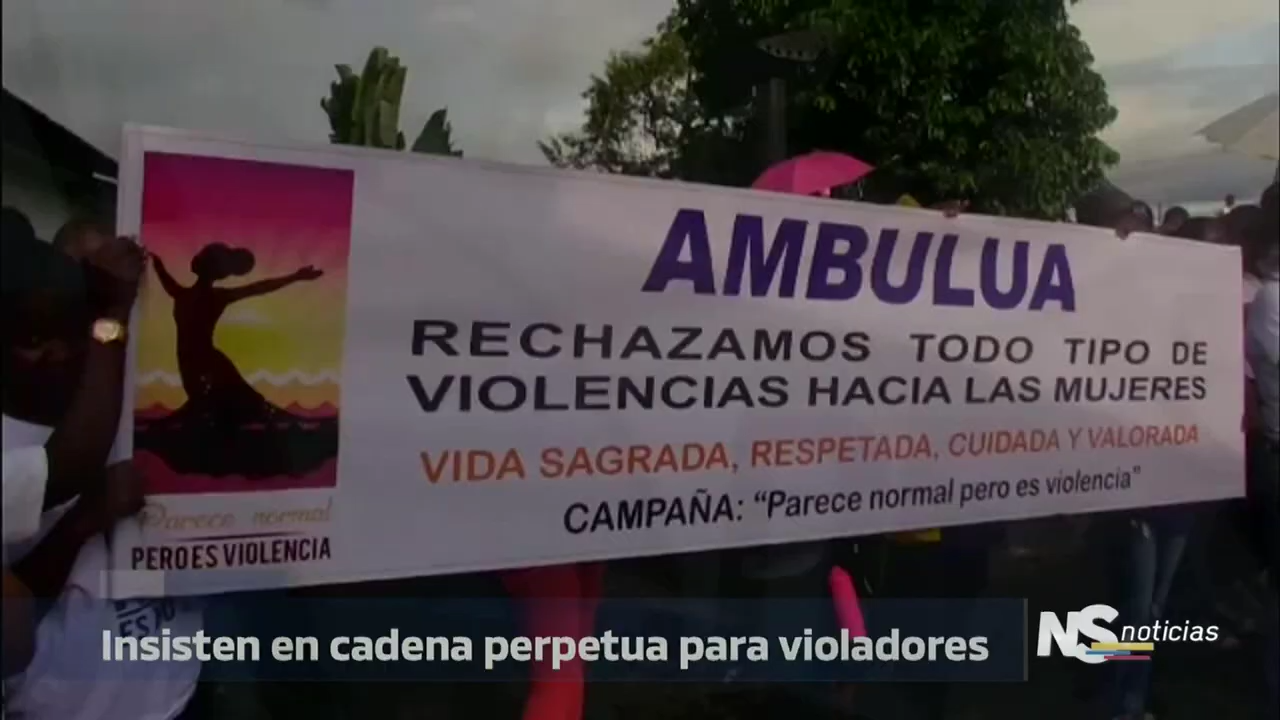 AMBULUA
RECHAZAMOS TODO TIPO DE
VIOLENCIAS HACIA LAS MUJERES
VIDA SAGRADA, RESPETADA, CUIDADA Y VALORADA
CAMPAÑA: “Parece normal pero es violencia”
Parece normal
PERO ES VIOLENCIA
Insisten en cadena perpetua para violadores
NS noticias